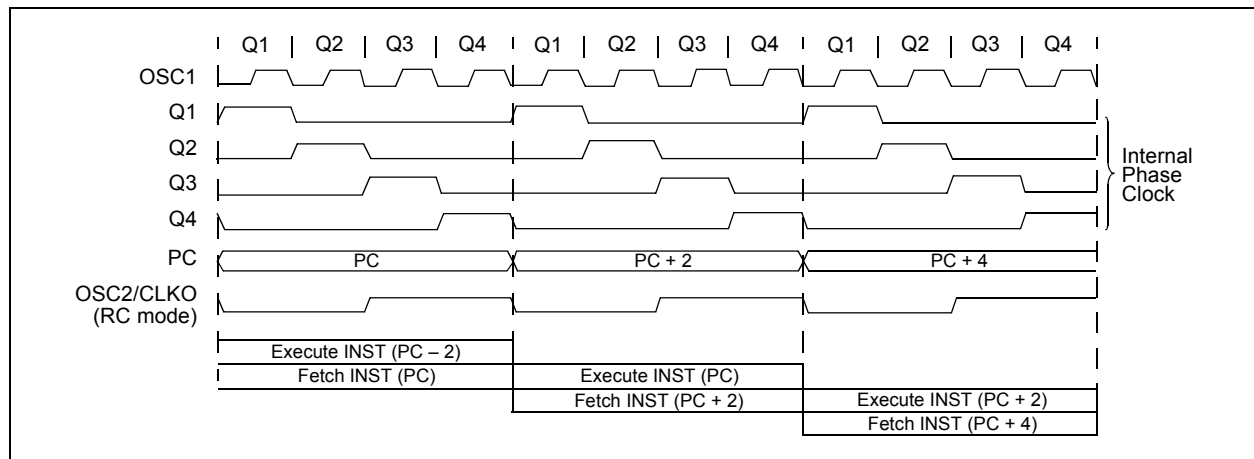 Q1 | Q2 | Q3 | Q4 | Q1 | Q2 | Q3 | Q4 | Q1 | Q2 | Q3 | Q4
OSC1
Q1
Q2
Q3
Q4
Internal
Phase
Clock
PC PC PC + 2 PC + 4
OSC2/CLKO
(RC mode)
Execute INST (PC – 2)
Fetch INST (PC) Execute INST (PC)
Fetch INST (PC + 2) Execute INST (PC + 2)
Fetch INST (PC + 4)